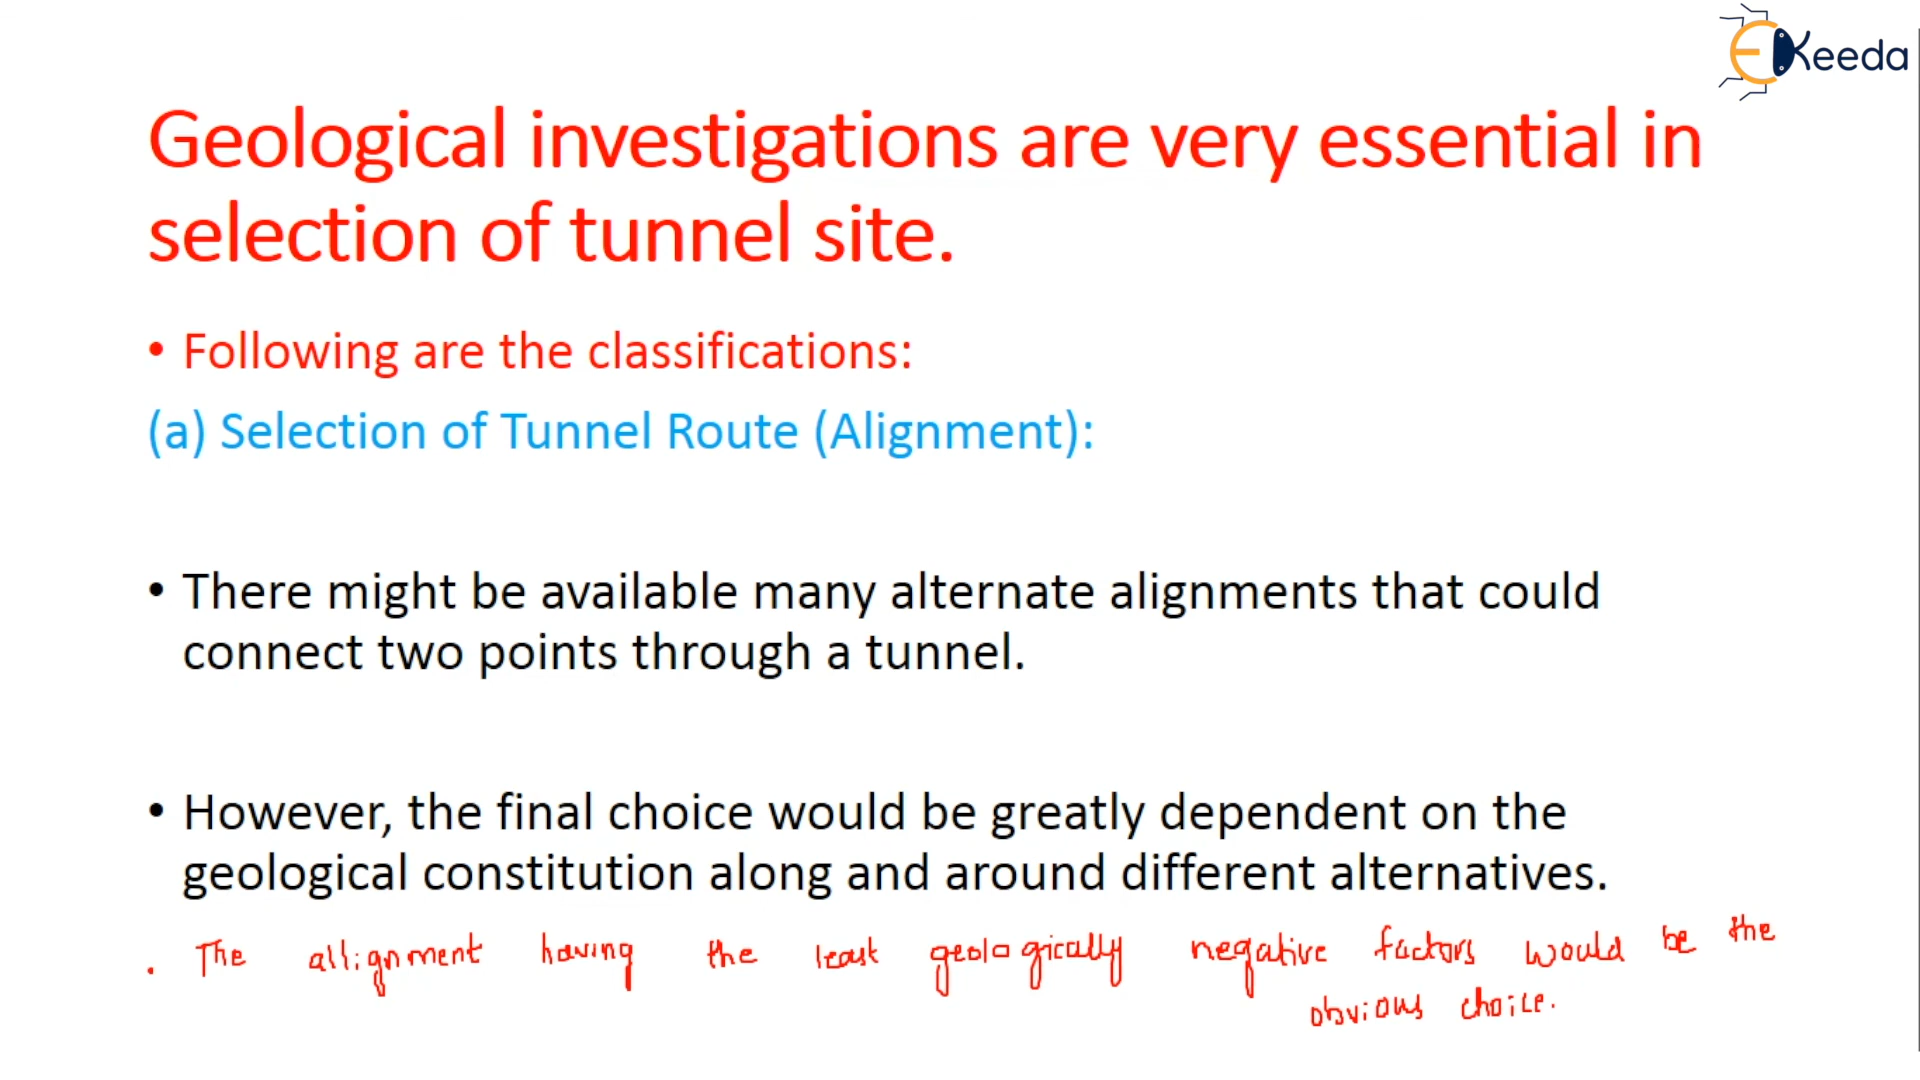 EKeeda
Geological investigations are very essential in
selection of tunnel site.
• Following are the classifications:
(a) Selection of Tunnel Route (Alignment):
• There might be available many alternate alignments that could
connect two points through a tunnel.
• However, the final choice would be greatly dependent on the
geological constitution along and around different alternatives.
. The allignment having the least geologically negative factors would be the
obvious choice.